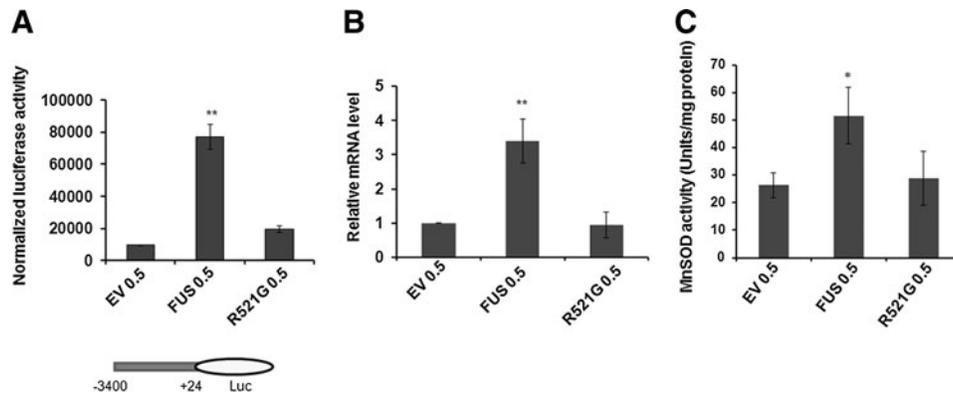 A
Normalized luciferase activity
100000
80000
60000
40000
20000
0
**
EV 0.5
FUS 0.5
R521G 0.5
-3400
+24
Luc
B
Relative mRNA level
5
4
3
2
1
0
**
EV 0.5
FUS 0.5
R521G 0.5
C
MnSOD activity (Units/mg protein)
70
60
50
40
30
20
10
0
*
EV 0.5
FUS 0.5
R521G 0.5